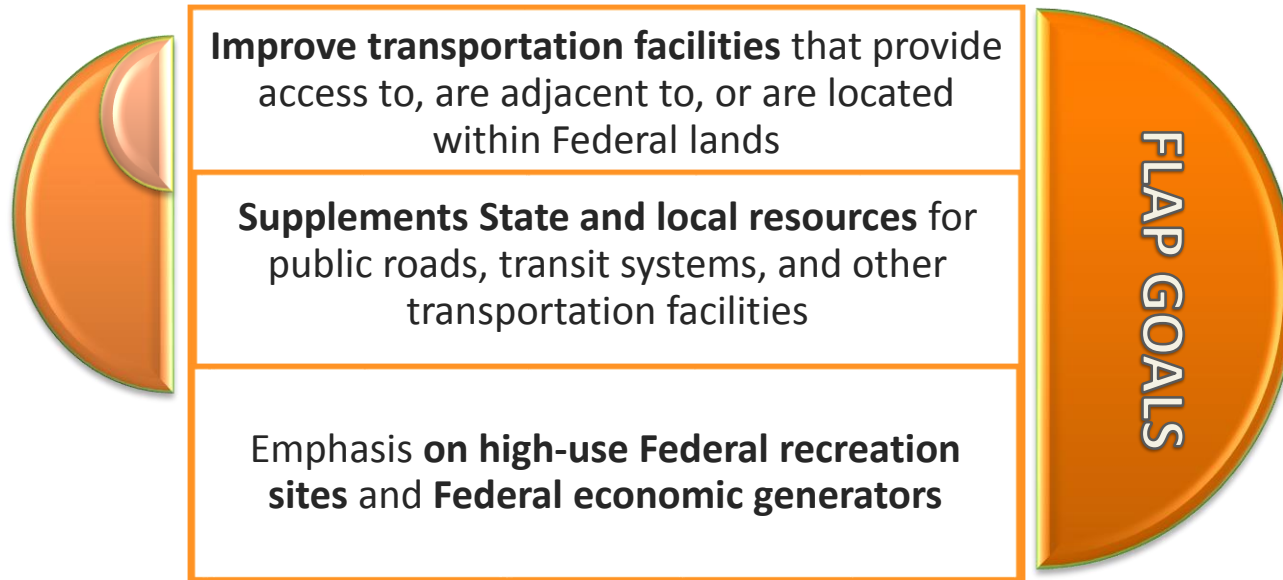 Improve transportation facilities that provide
access to, are adjacent to, or are located
within Federal lands
Supplements State and local resources for
public roads, transit systems, and other
transportation facilities
Emphasis on high-use Federal recreation
sites and Federal economic generators
FLAP GOALS